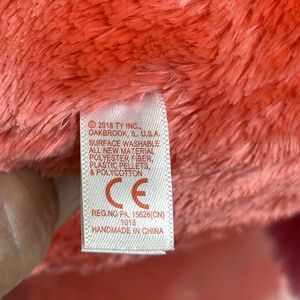 © 2018 TY INC.,
OAKBROOK, IL, U.S.A.
SURFACE WASHABLE
ALL NEW MATERIAL
POLYESTER FIBER,
PLASTIC PELLETS,
& POLYCOTTON.
CE
REG.NO PA. 15628(CN)
1018
HANDMADE IN CHINA